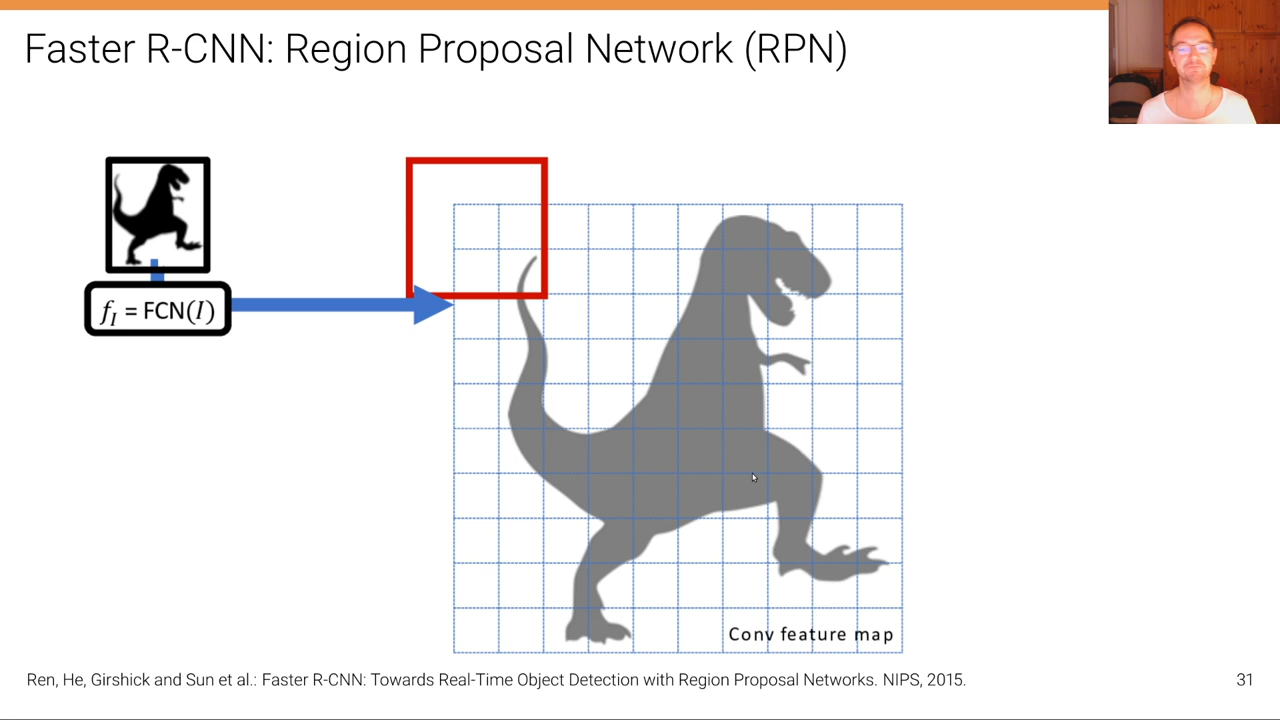 Faster R-CNN: Region Proposal Network (RPN)
f_I = FCN(I)
Conv feature map
Ren, He, Girshick and Sun et al.: Faster R-CNN: Towards Real-Time Object Detection with Region Proposal Networks. NIPS, 2015.
31